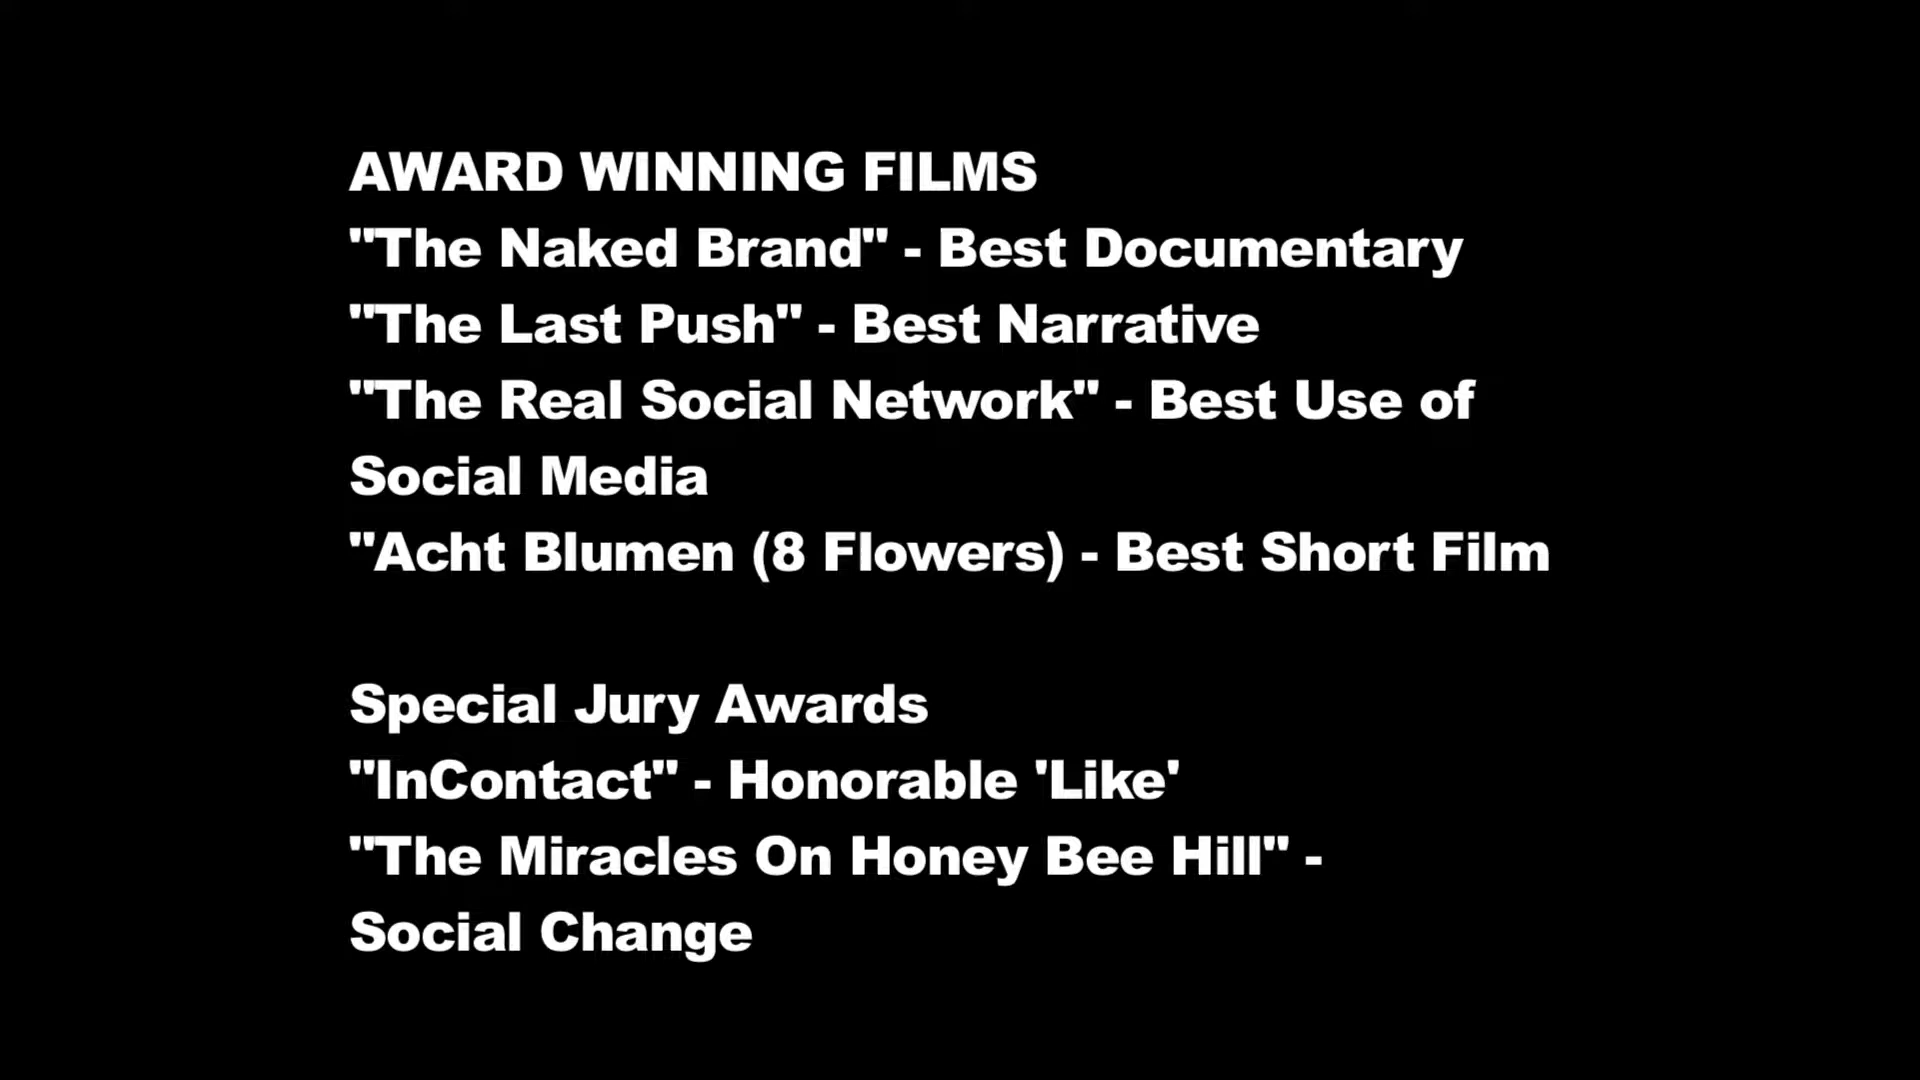 AWARD WINNING FILMS
"The Naked Brand" - Best Documentary
"The Last Push" - Best Narrative
"The Real Social Network" - Best Use of
Social Media
"Acht Blumen (8 Flowers) - Best Short Film
Special Jury Awards
"InContact" - Honorable 'Like'
"The Miracles On Honey Bee Hill" -
Social Change